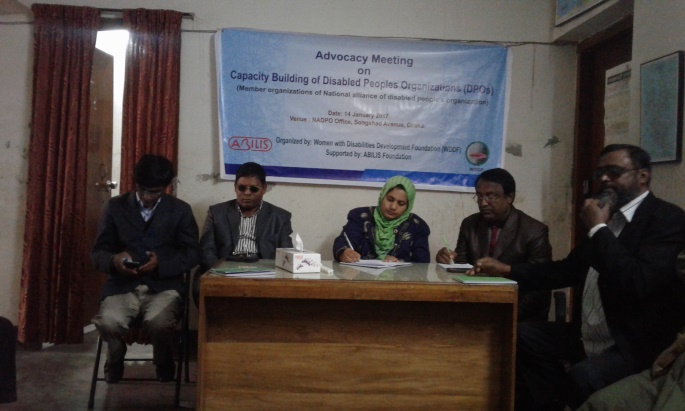 Advocacy Meeting
on
Capacity Building of Disabled Peoples Organizations (DPOs)
(Member organizations of National alliance of disabled people's organization)
Date: 14 January 2017
Venue : NADPO Office, Songshad Avenue, Dhaka.
ABILIS Organized by: Women with Disabilities Development Foundation (WDDF)
Supported by: ABILIS Foundation